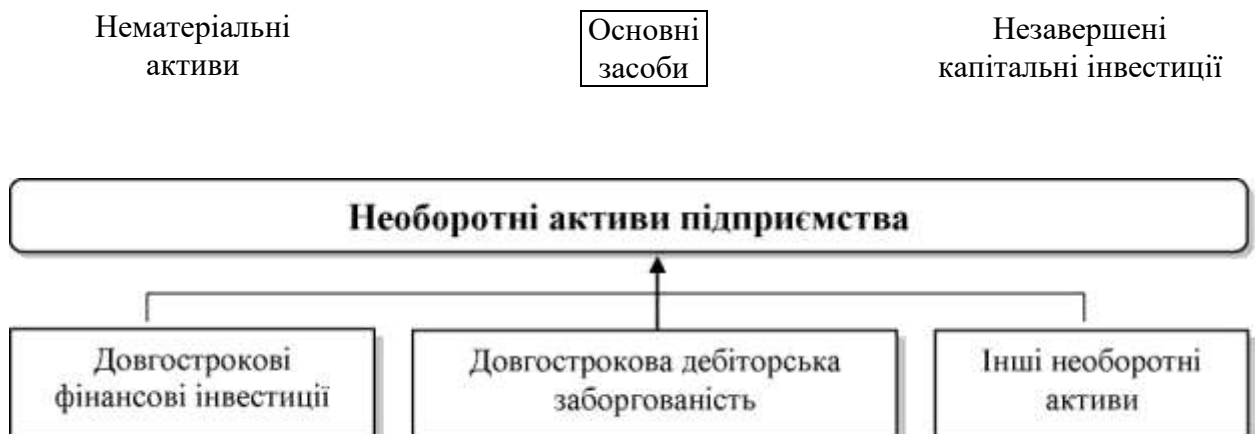 Нематеріальні
активи
Основні
засоби
Незавершені
капітальні інвестиції
Необоротні активи підприємства
Довгострокові
фінансові інвестиції
Довгострокова дебіторська
заборгованість
Інші необоротні
активи